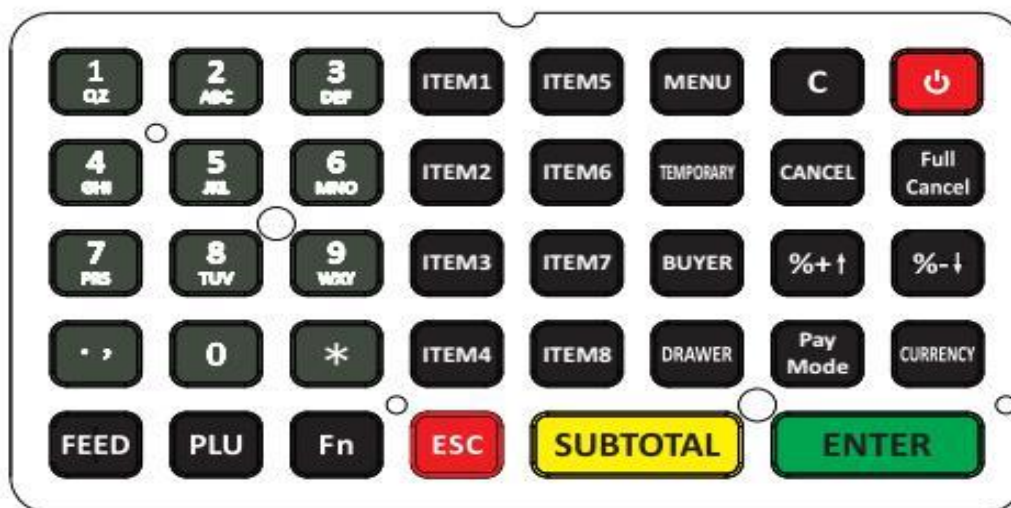 1 2 3 ITEM1 ITEM5 MENU C
QZ ABC DEF
4 5 6 ITEM2 ITEM6 TEMPORARY CANCEL Full Cancel
GHI JKL MNO
7 8 9 ITEM3 ITEM7 BUYER %+↑ %-↓
PRS TUV WXY
. , 0 * ITEM4 ITEM8 DRAWER Pay Mode CURRENCY
FEED PLU Fn ESC SUBTOTAL ENTER